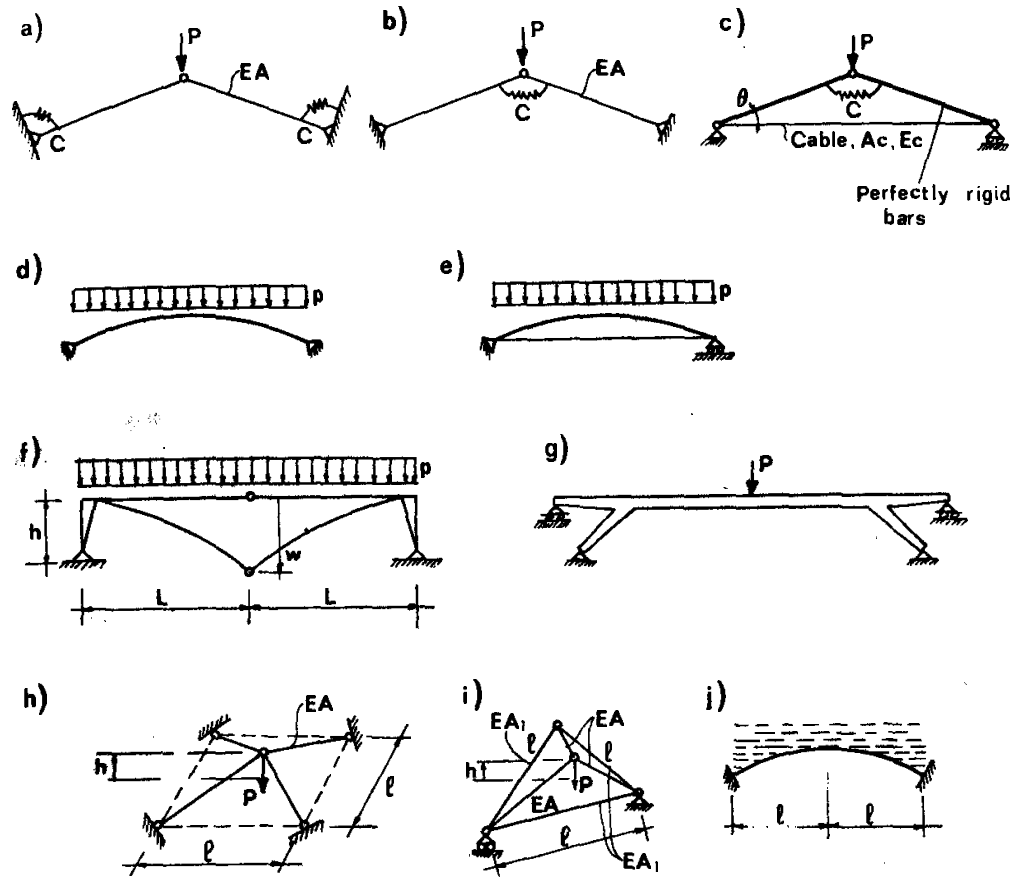 a)
P
EA
C
C
b)
P
EA
C
c)
P
θ
C
Cable, Ac, Ec
Perfectly rigid
bars
d)
p
e)
p
f)
p
h
w
L
L
g)
P
h)
EA
h
P
ℓ
ℓ
i)
EA₁
ℓ
EA
ℓ
h
P
EA
ℓ
EA₁
j)
ℓ
ℓ